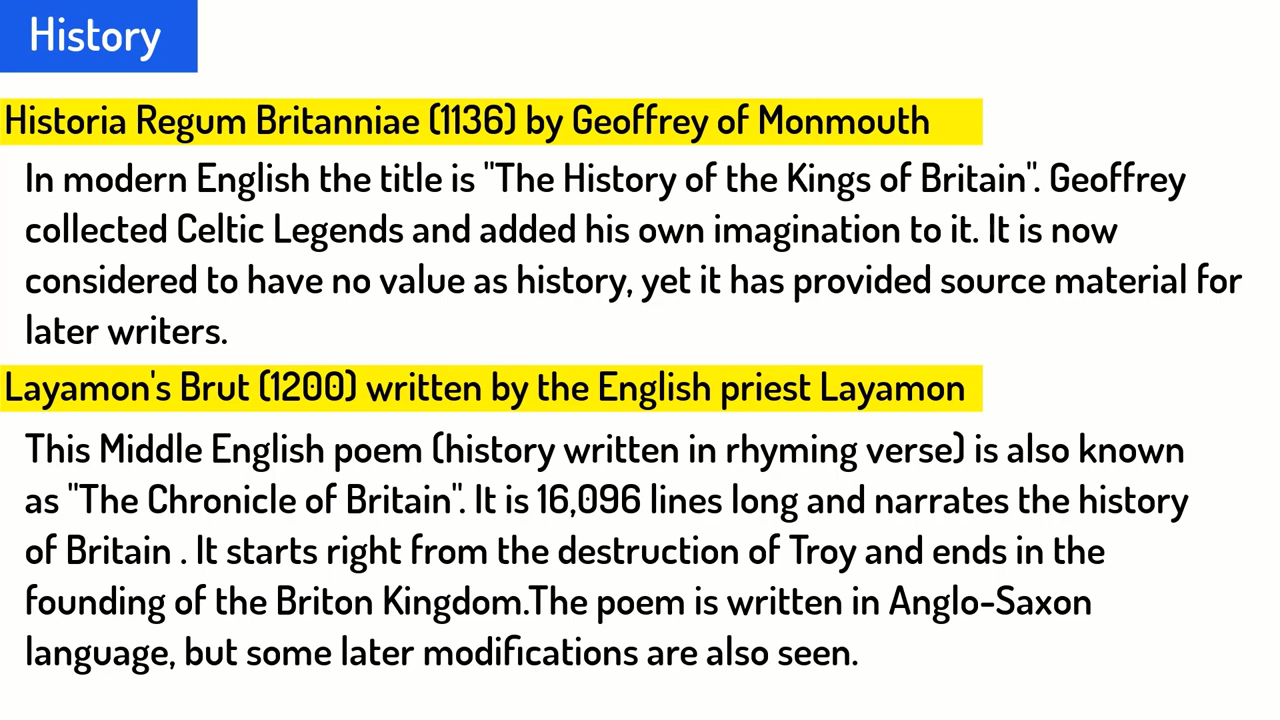 History
Historia Regum Britanniae (1136) by Geoffrey of Monmouth
In modern English the title is "The History of the Kings of Britain". Geoffrey
collected Celtic Legends and added his own imagination to it. It is now
considered to have no value as history, yet it has provided source material for
later writers.
Layamon's Brut (1200) written by the English priest Layamon
This Middle English poem (history written in rhyming verse) is also known
as "The Chronicle of Britain". It is 16,096 lines long and narrates the history
of Britain . It starts right from the destruction of Troy and ends in the
founding of the Briton Kingdom.The poem is written in Anglo-Saxon
language, but some later modifications are also seen.